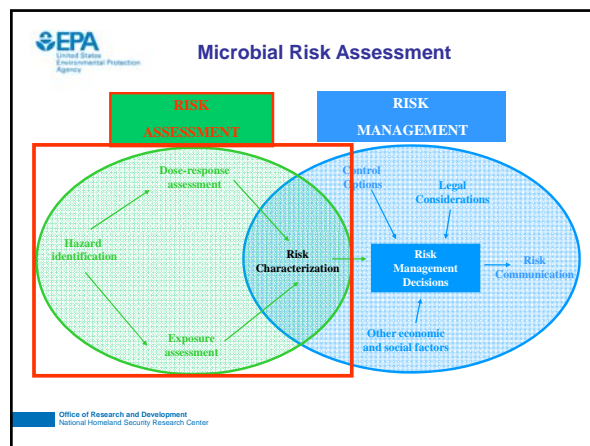 EPA
United States
Environmental Protection
Agency
Microbial Risk Assessment
RISK
ASSESSMENT
RISK
MANAGEMENT
Dose-response
assessment
Hazard
identification
Exposure
assessment
Risk
Characterization
Control
Options
Legal
Considerations
Risk
Management
Decisions
Risk
Communication
Other economic
and social factors
Office of Research and Development
National Homeland Security Research Center